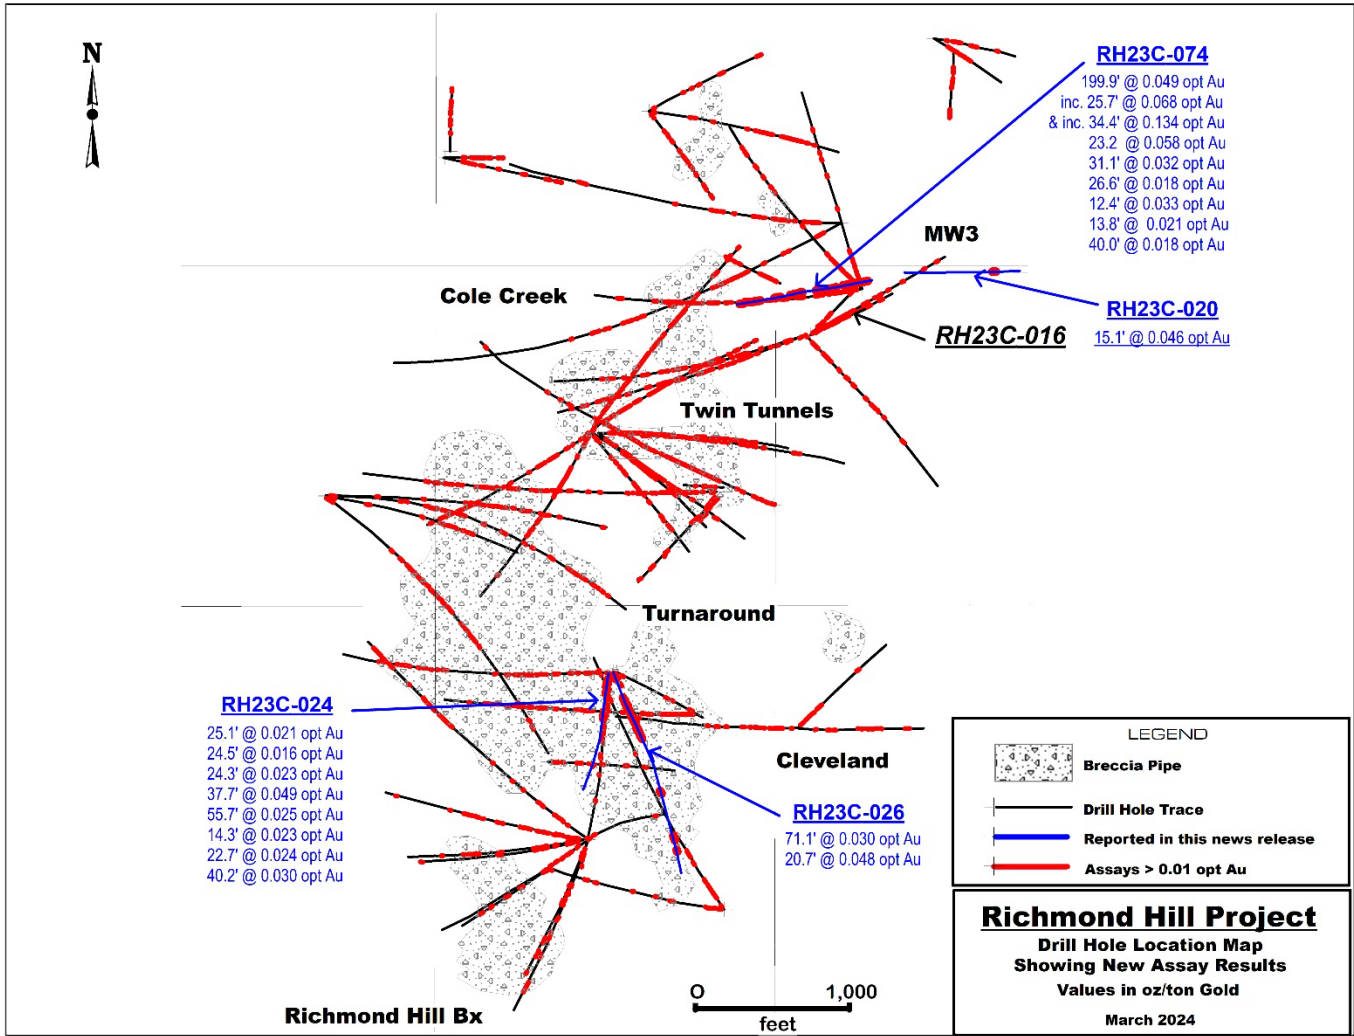 N
RH23C-074
199.9' @ 0.049 opt Au
inc. 25.7' @ 0.068 opt Au
& inc. 34.4' @ 0.134 opt Au
23.2 @ 0.058 opt Au
31.1' @ 0.032 opt Au
26.6' @ 0.018 opt Au
12.4' @ 0.033 opt Au
13.8' @ 0.021 opt Au
40.0' @ 0.018 opt Au
MW3
Cole Creek
RH23C-020
15.1' @ 0.046 opt Au
RH23C-016
Twin Tunnels
Turnaround
RH23C-024
25.1' @ 0.021 opt Au
24.5' @ 0.016 opt Au
24.3' @ 0.023 opt Au
37.7' @ 0.049 opt Au
55.7' @ 0.025 opt Au
14.3' @ 0.023 opt Au
22.7' @ 0.024 opt Au
40.2' @ 0.030 opt Au
Cleveland
RH23C-026
71.1' @ 0.030 opt Au
20.7' @ 0.048 opt Au
LEGEND
Breccia Pipe
Drill Hole Trace
Reported in this news release
Assays > 0.01 opt Au
Richmond Hill Project
Drill Hole Location Map
Showing New Assay Results
Values in oz/ton Gold
March 2024
0 1,000
feet
Richmond Hill Bx